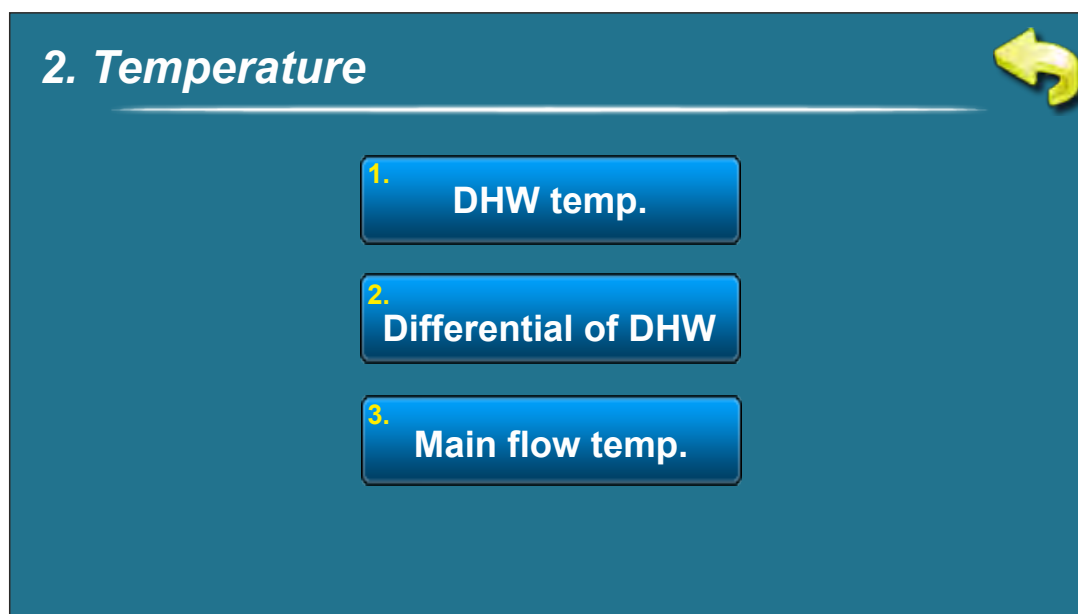 2. Temperature
1.
DHW temp.
2.
Differential of DHW
3.
Main flow temp.